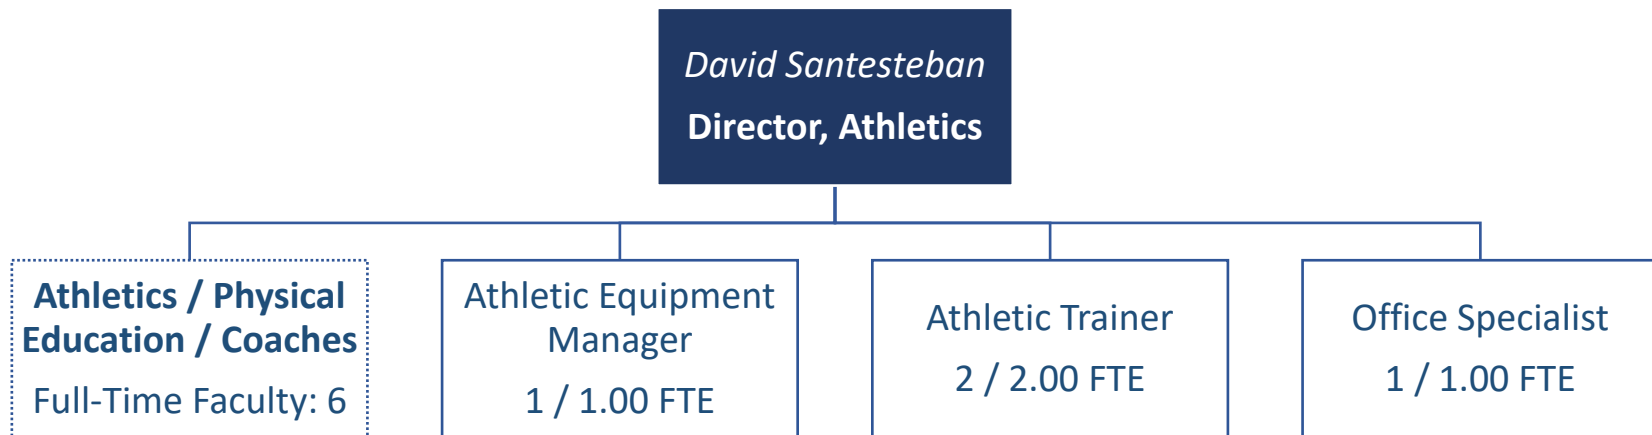 David Santesteban
Director, Athletics
Athletics / Physical
Education / Coaches
Full-Time Faculty: 6
Athletic Equipment
Manager
1 / 1.00 FTE
Athletic Trainer
2 / 2.00 FTE
Office Specialist
1 / 1.00 FTE